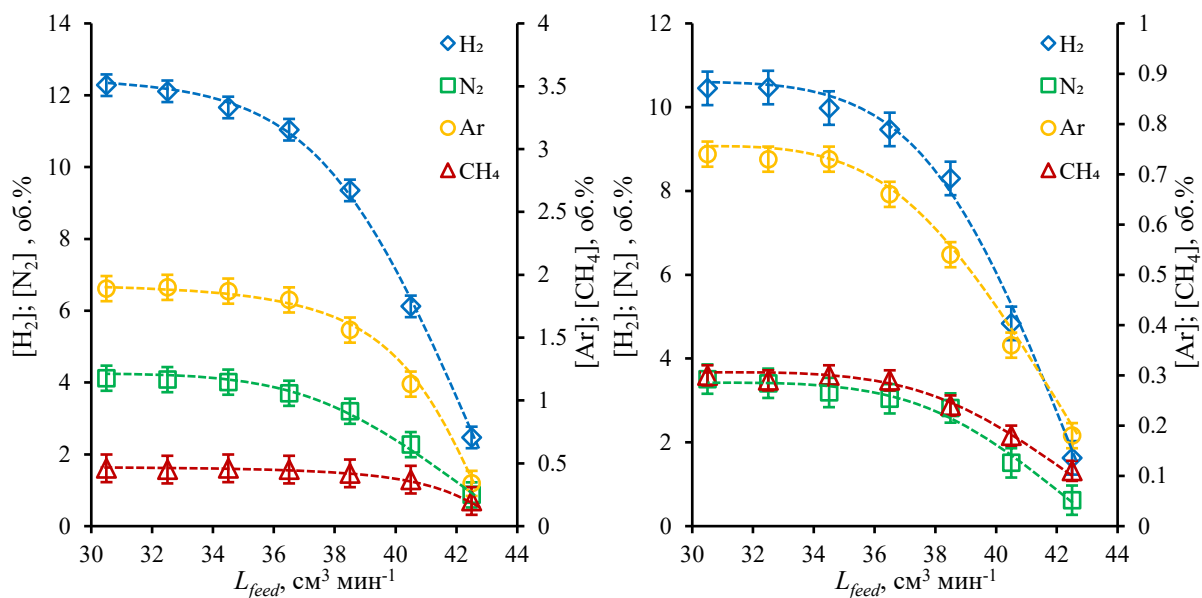 14
12
10
8
6
4
2
0
[H₂]; [N₂] , об.%
4
3,5
3
2,5
2
1,5
1
0,5
0
[Ar]; [CH₄], об.%
H₂
N₂
Ar
CH₄
30 32 34 36 38 40 42 44
L_feed, см³ мин⁻¹
12
10
8
6
4
2
0
[H₂]; [N₂], об.%
1
0,9
0,8
0,7
0,6
0,5
0,4
0,3
0,2
0,1
0
[Ar]; [CH₄], об.%
H₂
N₂
Ar
CH₄
30 32 34 36 38 40 42 44
L_feed, см³ мин⁻¹